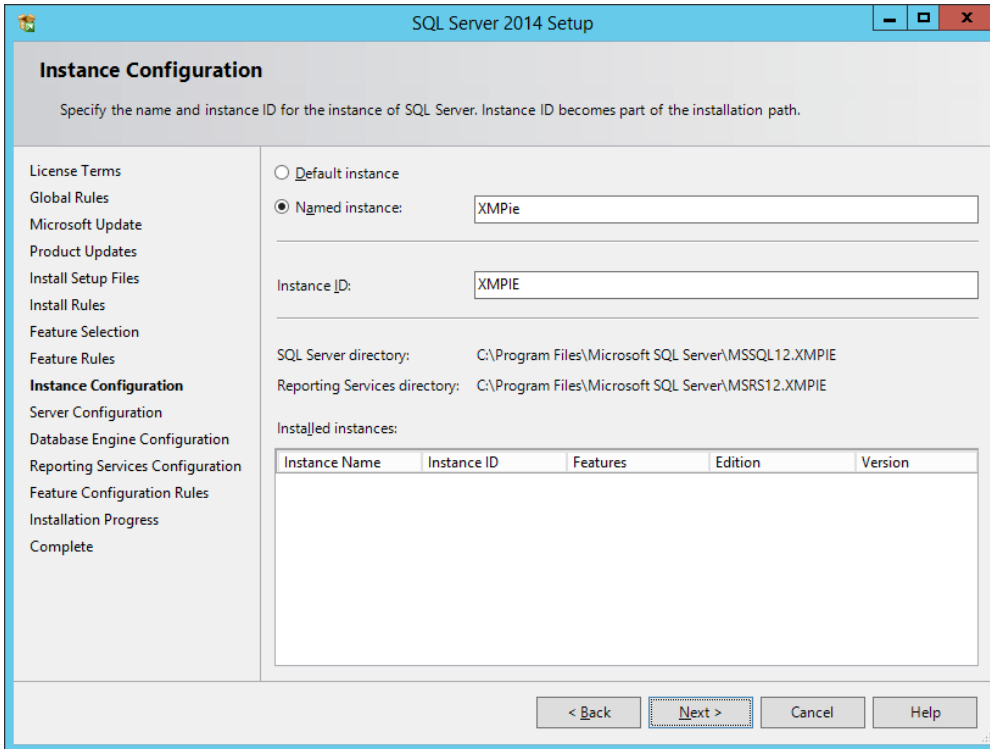 SQL Server 2014 Setup
Instance Configuration
Specify the name and instance ID for the instance of SQL Server. Instance ID becomes part of the installation path.
License Terms
Global Rules
Microsoft Update
Product Updates
Install Setup Files
Install Rules
Feature Selection
Feature Rules
Instance Configuration
Server Configuration
Database Engine Configuration
Reporting Services Configuration
Feature Configuration Rules
Installation Progress
Complete
Default instance
Named instance: XMPie
Instance ID: XMPIE
SQL Server directory: C:\Program Files\Microsoft SQL Server\MSSQL12.XMPIE
Reporting Services directory: C:\Program Files\Microsoft SQL Server\MSRS12.XMPIE
Installed instances:
Instance Name Instance ID Features Edition Version
< Back Next > Cancel Help